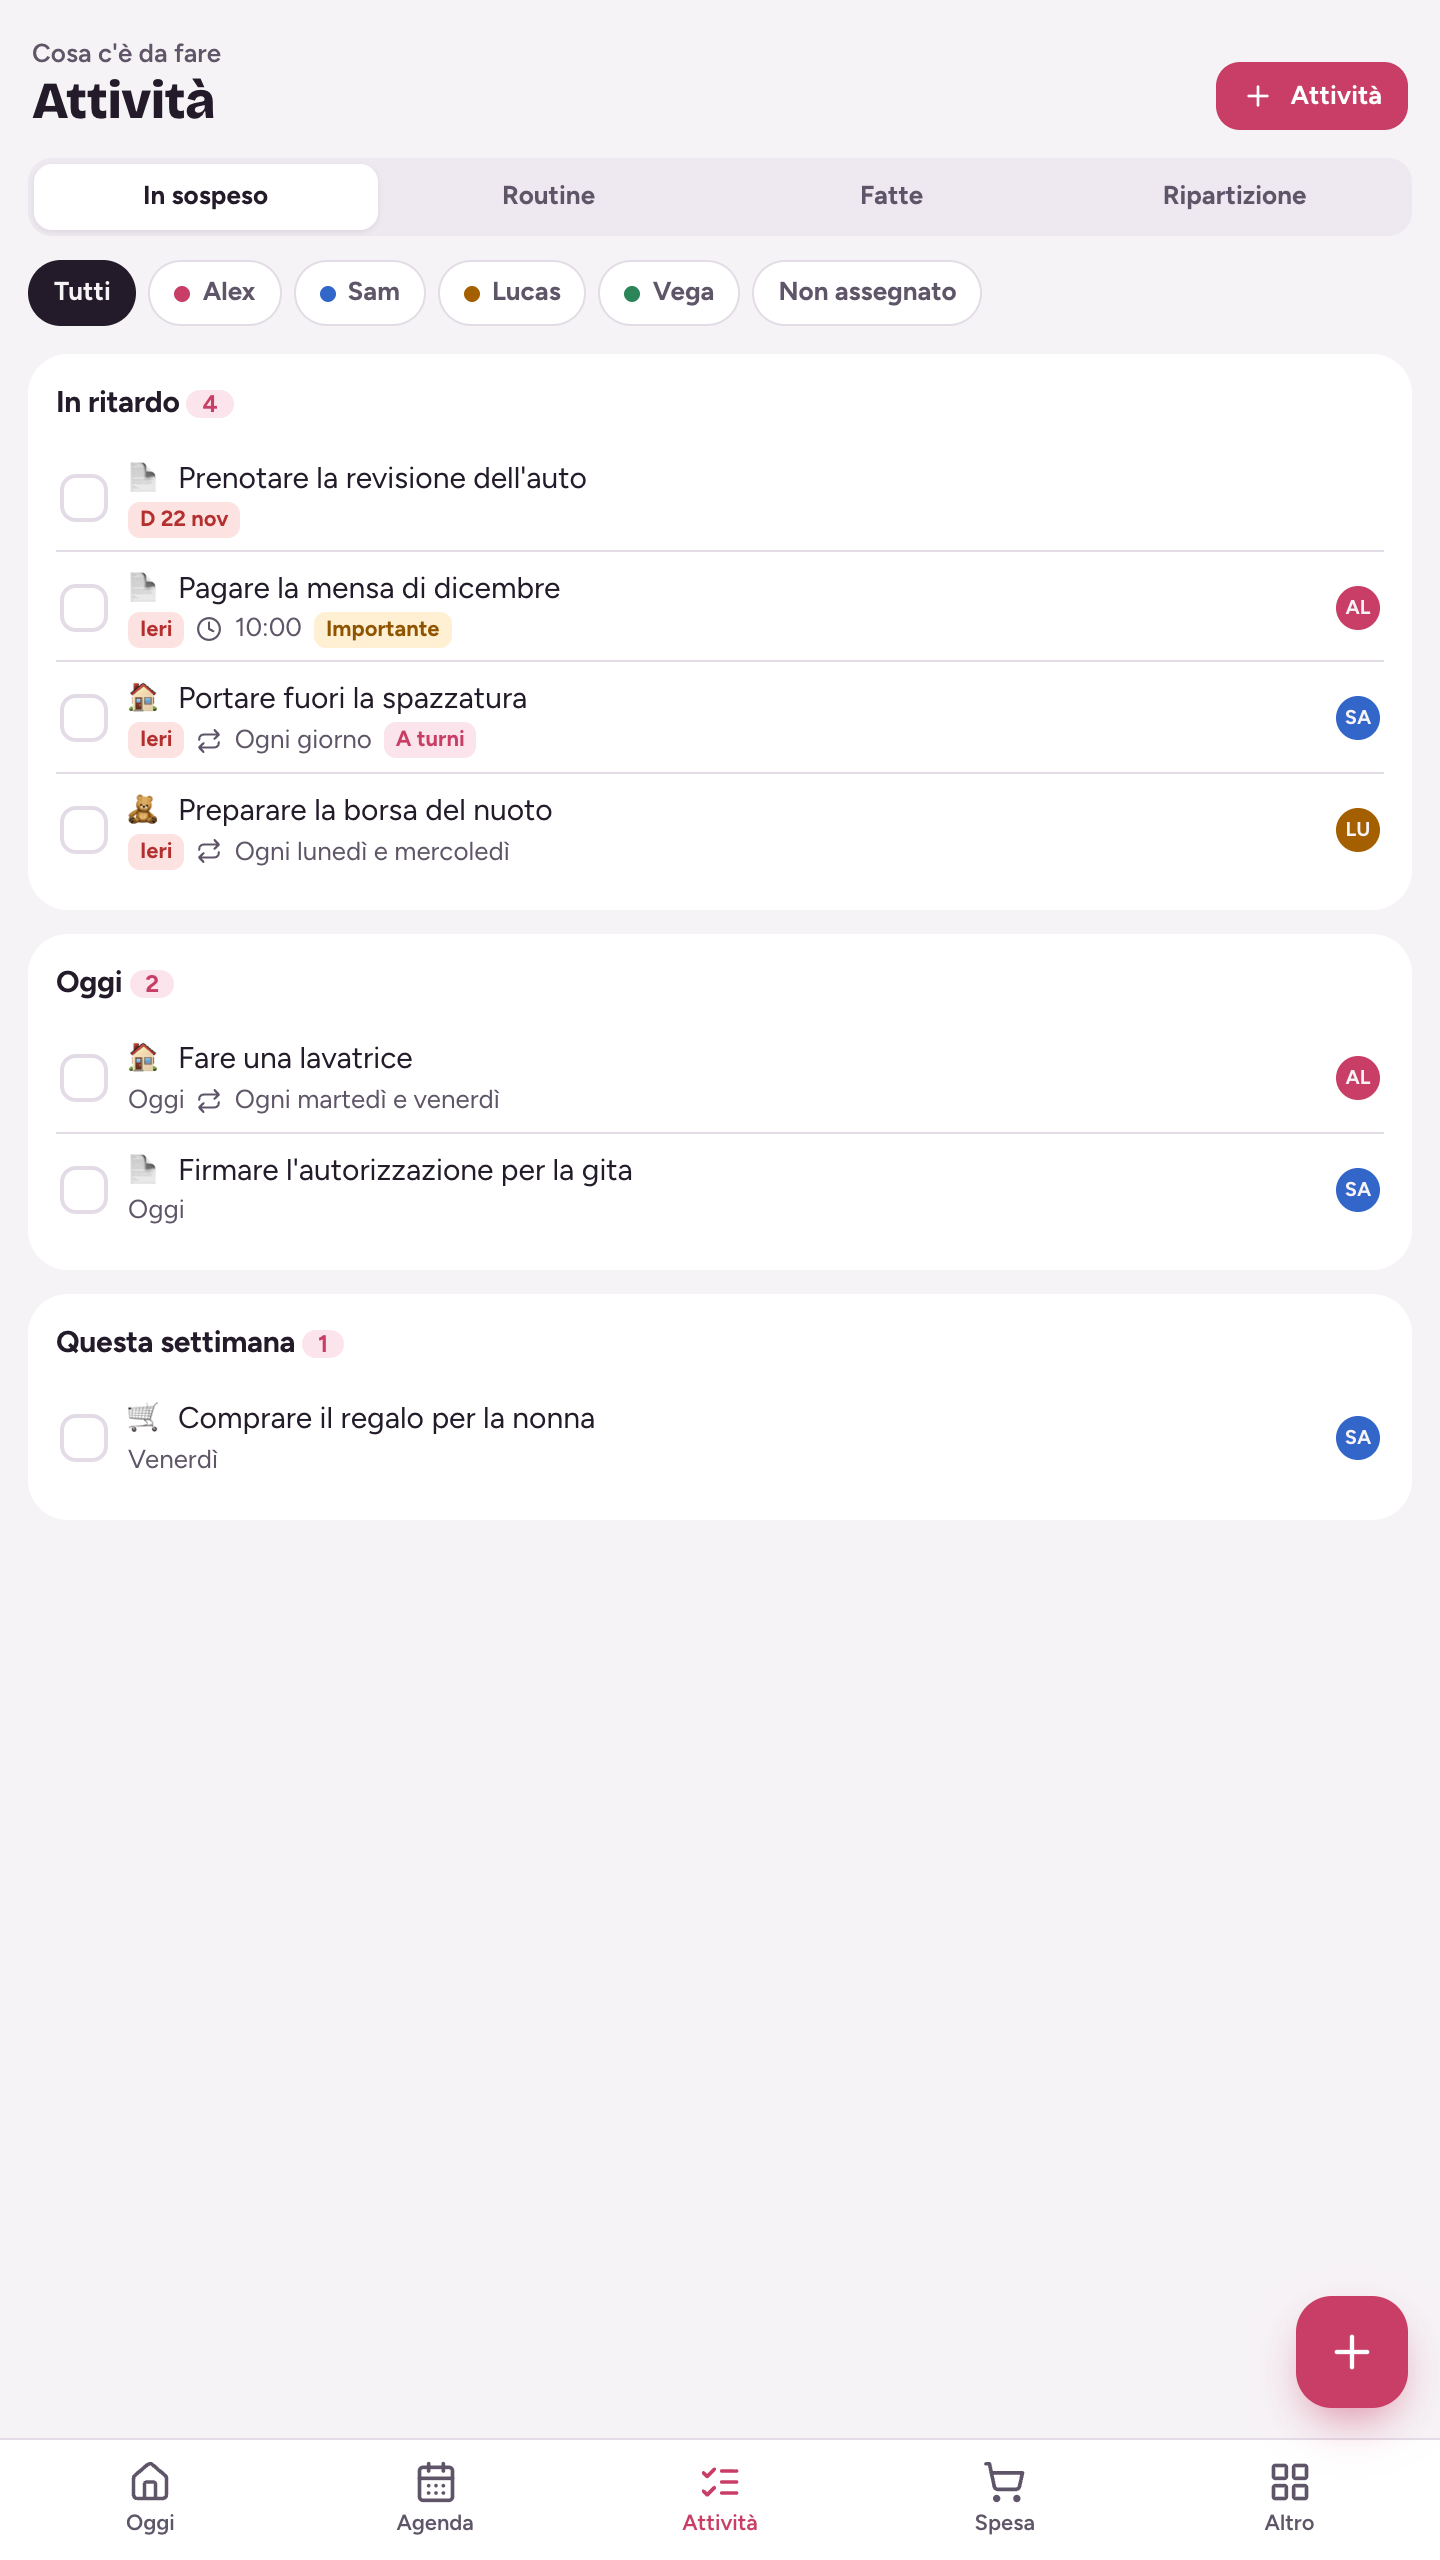 Cosa c'è da fare
Attività
+ Attività
In sospeso Routine Fatte Ripartizione
Tutti Alex Sam Lucas Vega Non assegnato
In ritardo 4
Prenotare la revisione dell'auto
D 22 nov
Pagare la mensa di dicembre
Ieri 10:00 Importante
AL
Portare fuori la spazzatura
Ieri Ogni giorno A turni
SA
Preparare la borsa del nuoto
Ieri Ogni lunedì e mercoledì
LU
Oggi 2
Fare una lavatrice
Oggi Ogni martedì e venerdì
AL
Firmare l'autorizzazione per la gita
Oggi
SA
Questa settimana 1
Comprare il regalo per la nonna
Venerdì
SA
Oggi Agenda Attività Spesa Altro